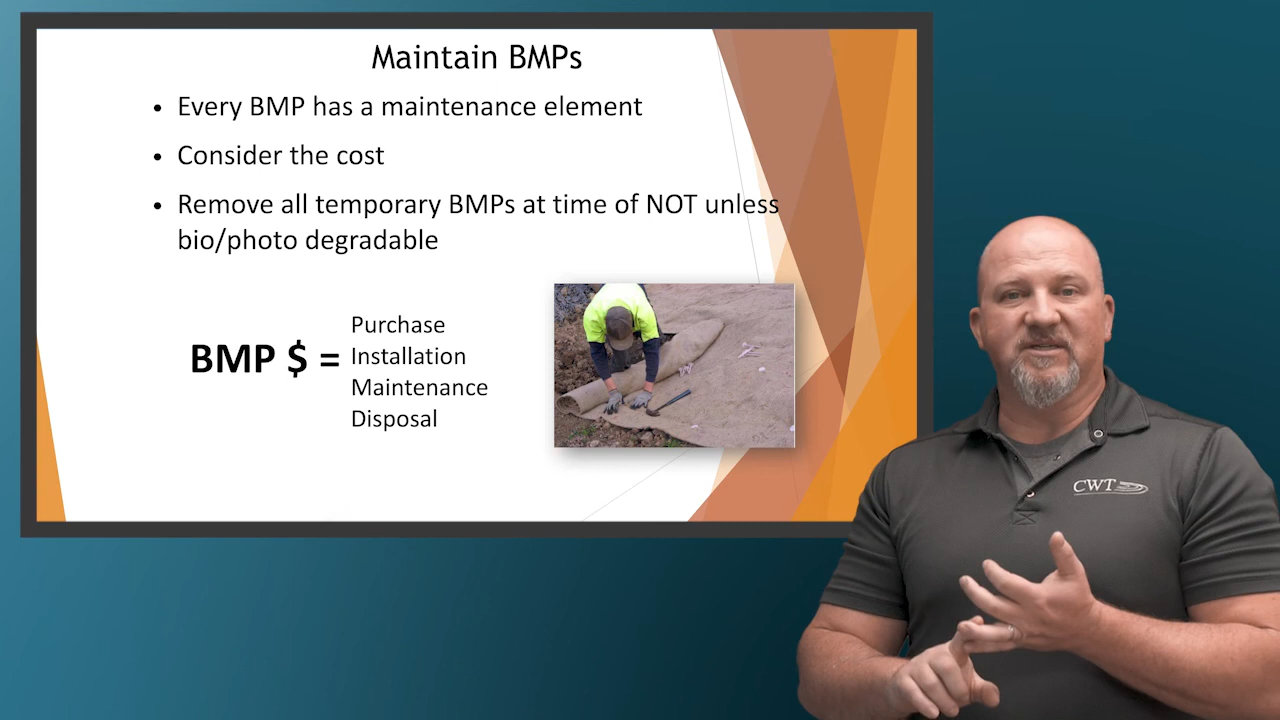 Maintain BMPs
• Every BMP has a maintenance element
• Consider the cost
• Remove all temporary BMPs at time of NOT unless
bio/photo degradable
BMP $ =
Purchase
Installation
Maintenance
Disposal
CWT